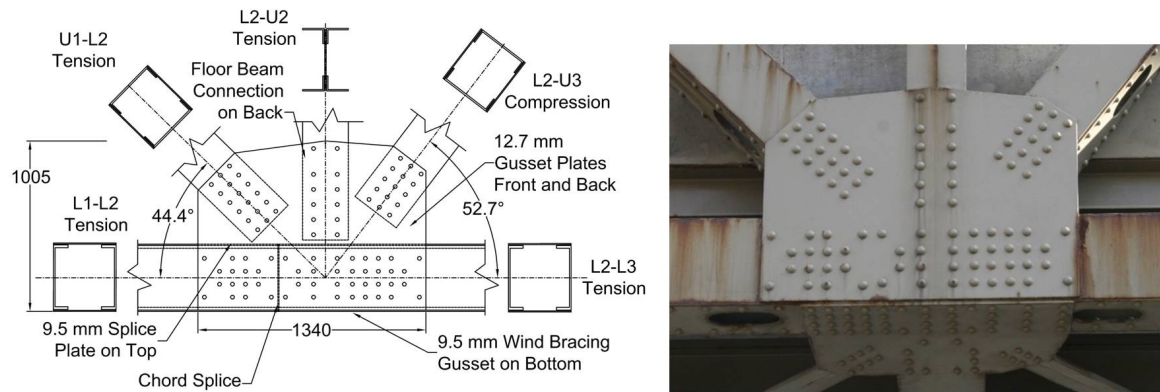 L2-U2
Tension
U1-L2
Tension
Floor Beam
Connection
on Back
L2-U3
Compression
12.7 mm
Gusset Plates
Front and Back
1005
44.4°
52.7°
L1-L2
Tension
L2-L3
Tension
9.5 mm Splice
Plate on Top
1340
9.5 mm Wind Bracing
Gusset on Bottom
Chord Splice